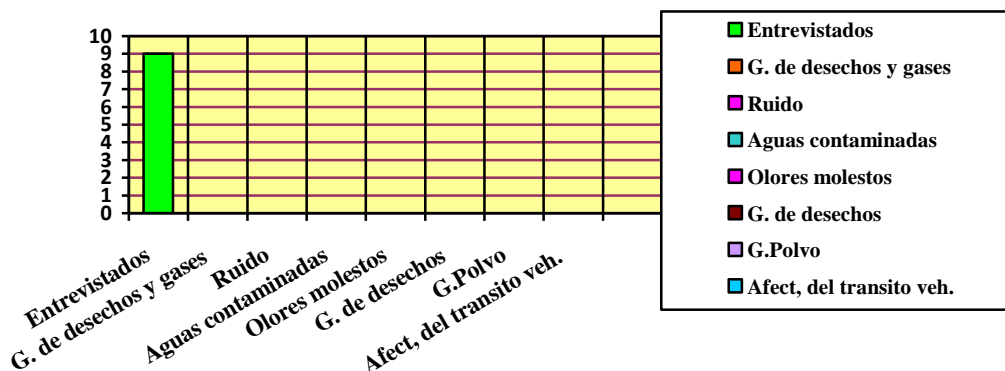 10
9
8
7
6
5
4
3
2
1
0
Entrevistados
G. de desechos y gases
Ruido
Aguas contaminadas
Olores molestos
G. de desechos
G.Polvo
Afect, del transito veh.
Entrevistados
G. de desechos y gases
Ruido
Aguas contaminadas
Olores molestos
G. de desechos
G.Polvo
Afect, del transito veh.